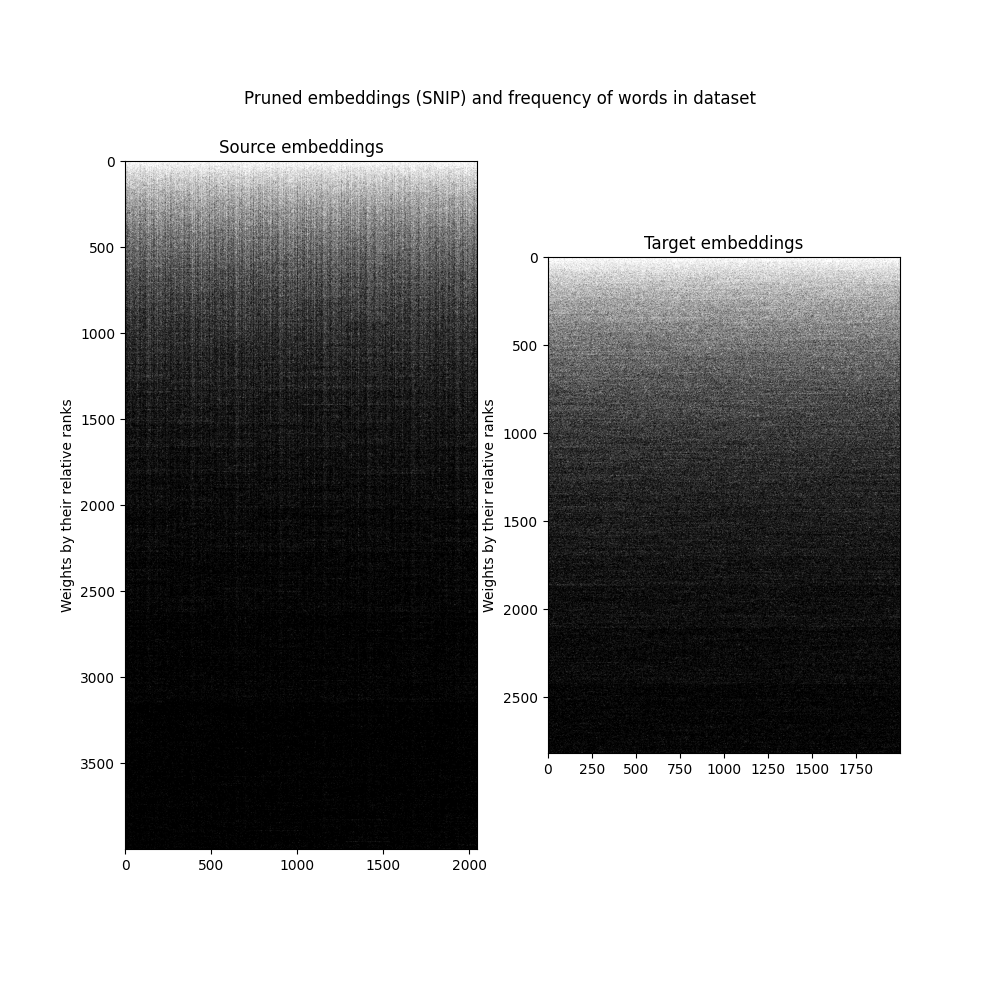 Pruned embeddings (SNIP) and frequency of words in dataset
Source embeddings
0
500
1000
1500
2000
2500
3000
3500
Weights by their relative ranks
0 500 1000 1500 2000
Target embeddings
0
500
1000
1500
2000
2500
Weights by their relative ranks
0 250 500 750 1000 1250 1500 1750